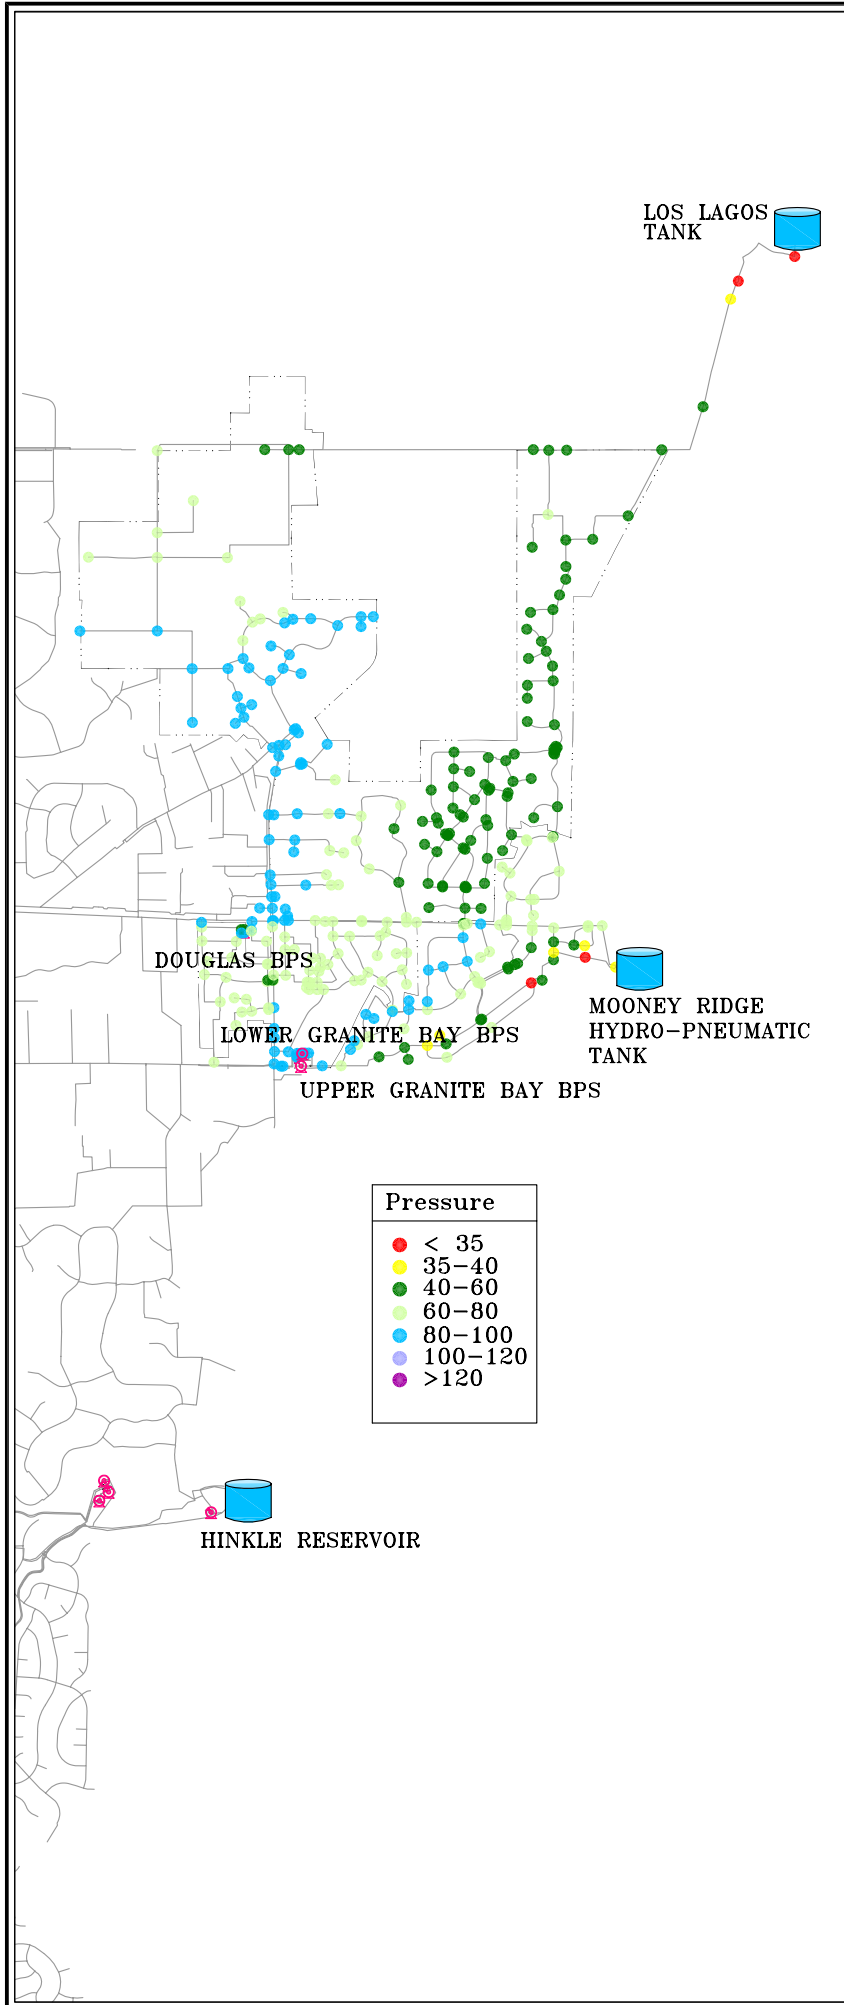 LOS LAGOS
TANK
DOUGLAS BPS
MOONEY RIDGE
HYDRO-PNEUMATIC
TANK
LOWER GRANITE BAY BPS
UPPER GRANITE BAY BPS
Pressure
< 35
35-40
40-60
60-80
80-100
100-120
>120
HINKLE RESERVOIR